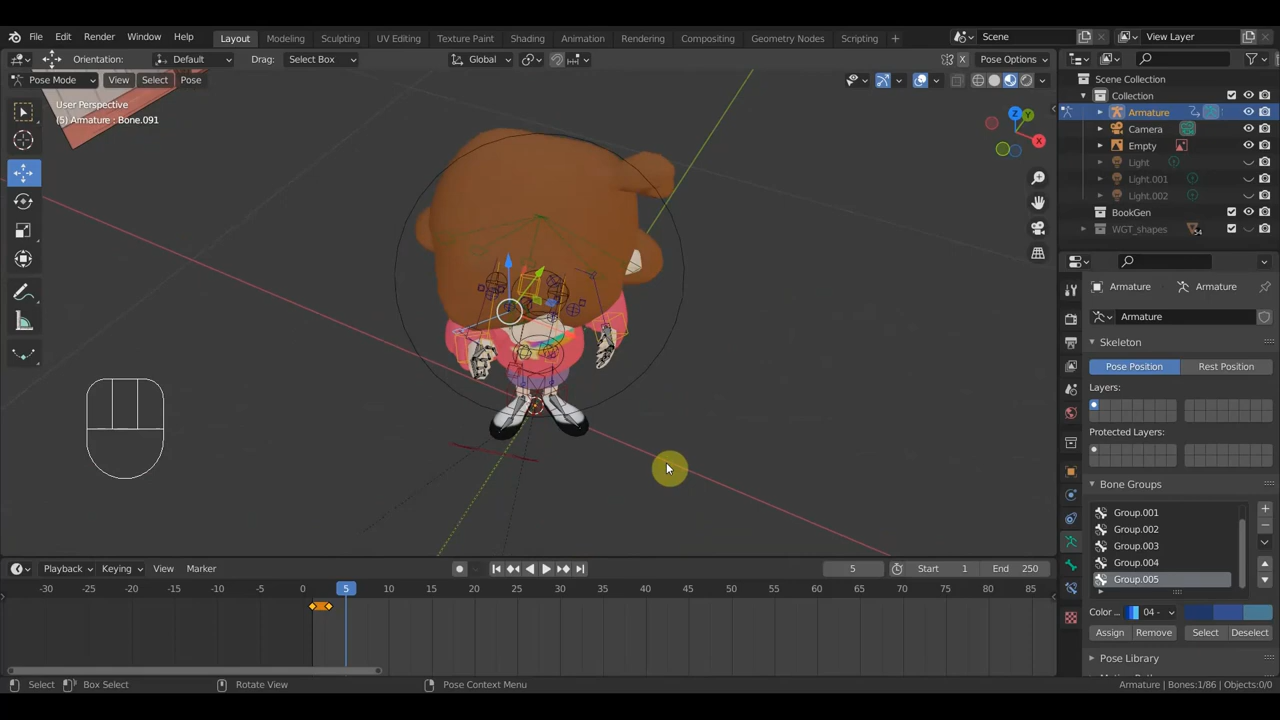 File Edit Render Window Help Layout Modeling Sculpting UV Editing Texture Paint Shading Animation Rendering Compositing Geometry Nodes Scripting + Scene View Layer
Orientation: Default Drag: Select Box Global Pose Options
Pose Mode View Select Pose
User Perspective
(5) Armature : Bone.091
Z
Y
X
Scene Collection
Collection
Armature
Camera
Empty
Light
Light.001
Light.002
BookGen
WGT_shapes
Armature Armature
Armature
Skeleton
Pose Position Rest Position
Layers:
Protected Layers:
Bone Groups
Group.001
Group.002
Group.003
Group.004
Group.005
Color ... 04 -
Assign Remove Select Deselect
Pose Library
Playback Keying View Marker 5 Start 1 End 250
-30 -25 -20 -15 -10 -5 0 5 10 15 20 25 30 35 40 45 50 55 60 65 70 75 80 85
Select Box Select Rotate View Pose Context Menu Armature | Bones:1/86 | Objects:0/0